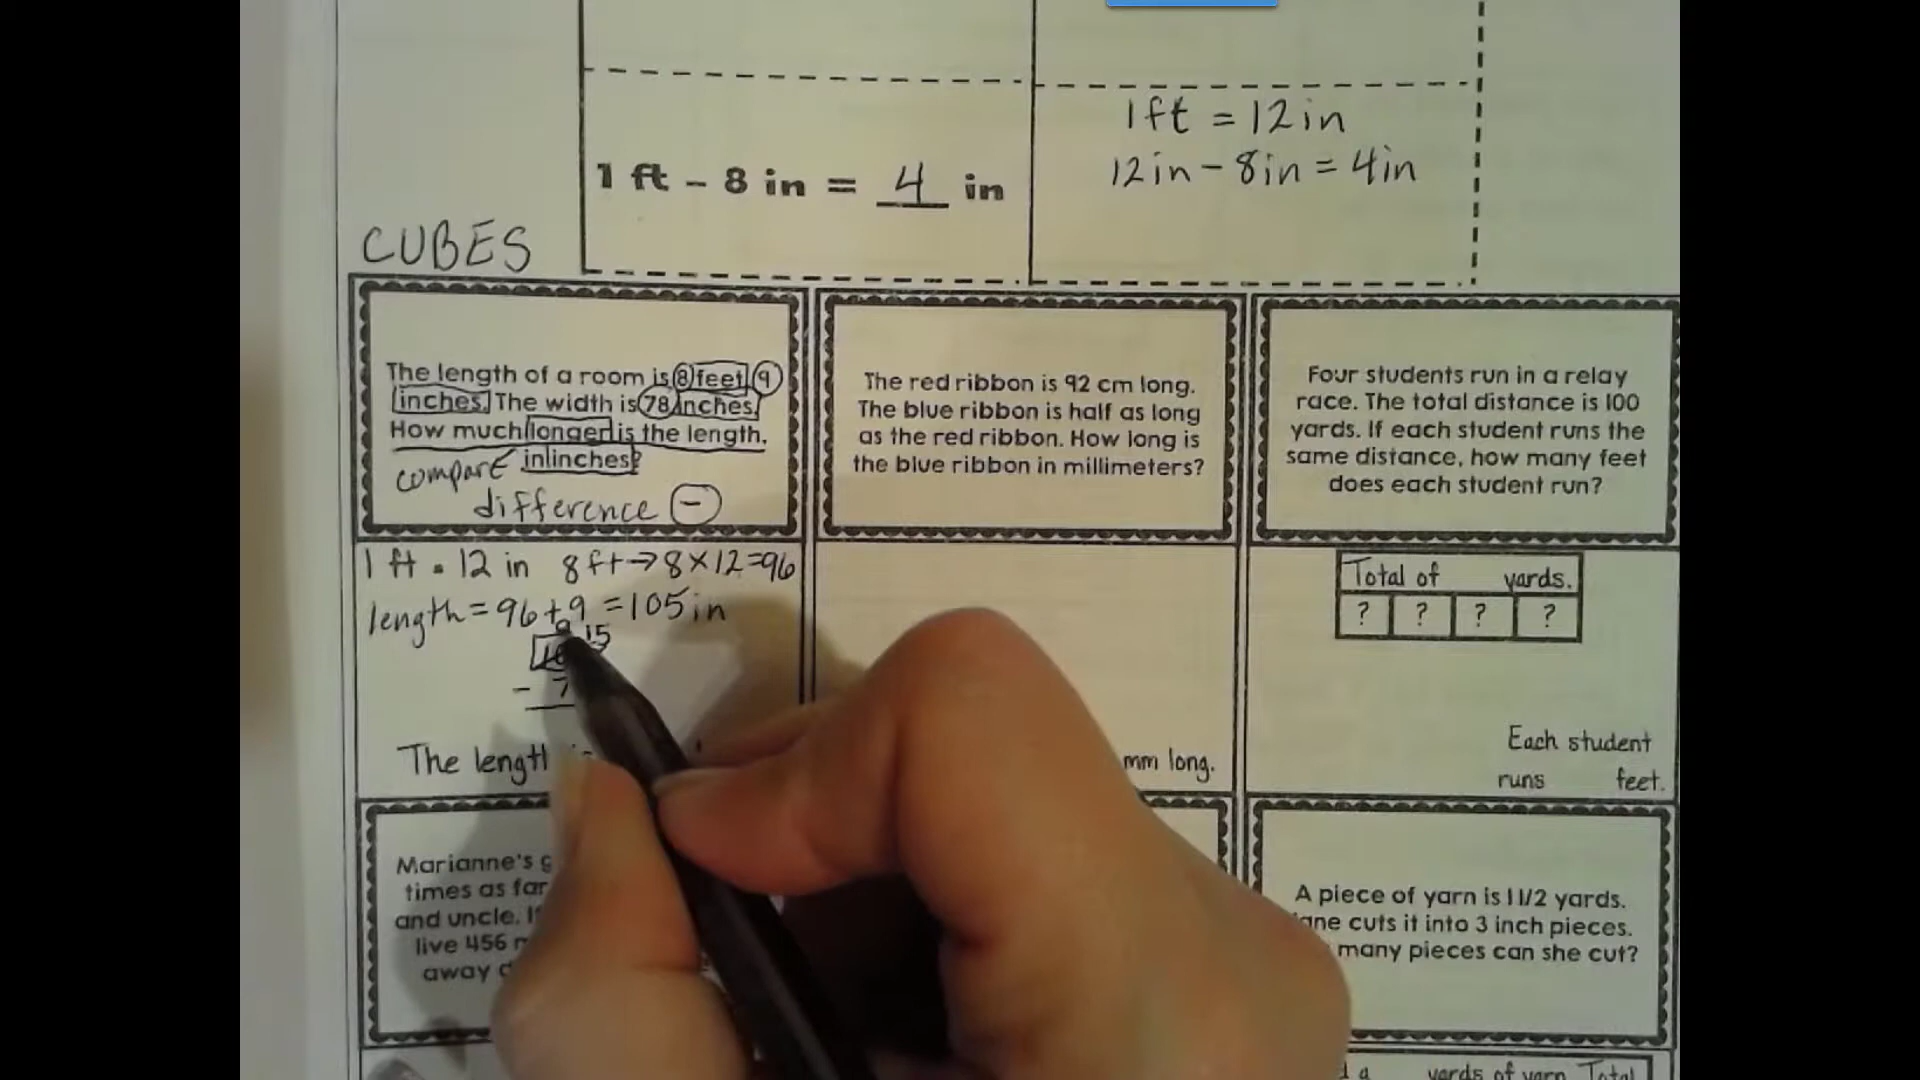 1ft = 12in
12in - 8in = 4in
1 ft - 8 in = 4 in
CUBES
The length of a room is 8 feet 9
inches. The width is 78 inches.
How much longer is the length,
in inches?
compare
difference -
1 ft = 12 in 8ft→8×12=96
length = 96+9 = 105in
9 15
-
The
The red ribbon is 92 cm long.
The blue ribbon is half as long
as the red ribbon. How long is
the blue ribbon in millimeters?
mm long.
Four students run in a relay
race. The total distance is 100
yards. If each student runs the
same distance, how many feet
does each student run?
Total of yards.
? ? ? ?
Each student
runs feet.
Marianne's
times as far
and uncle.
live 456
away
A piece of yarn is 1 1/2 yards.
cuts it into 3 inch pieces.
many pieces can she cut?
a yards of yarn. Total